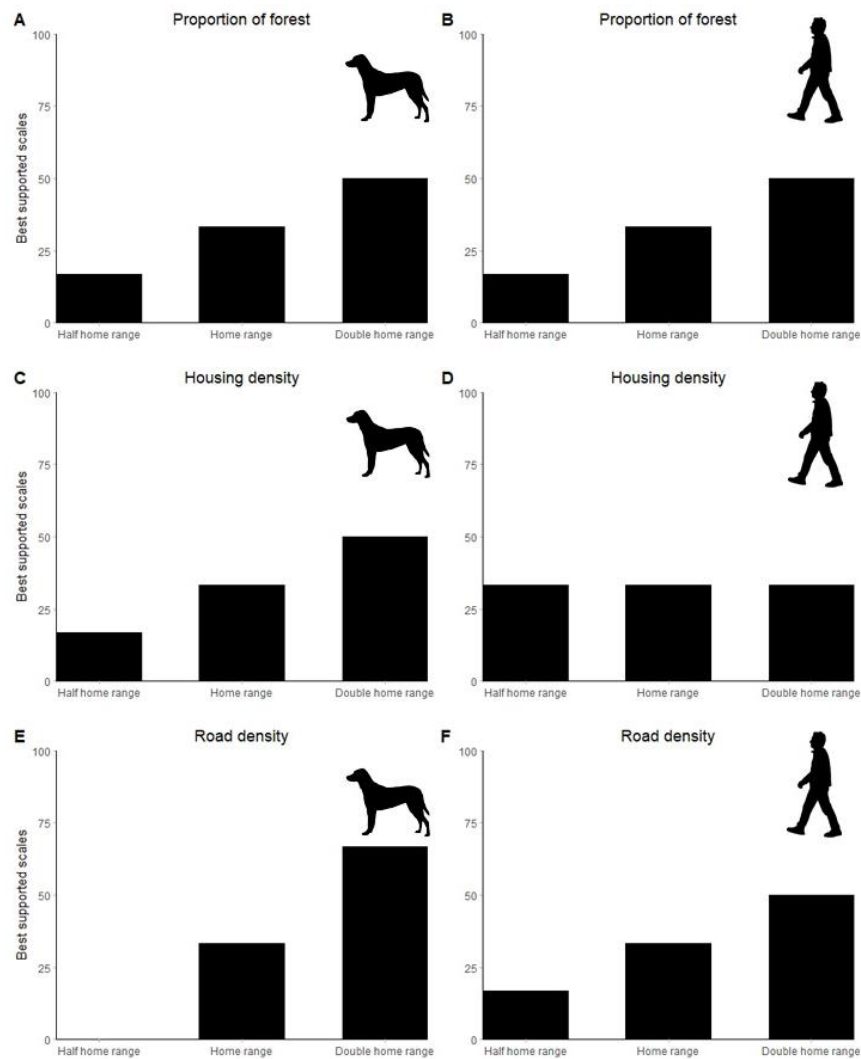 A Proportion of forest
100
75
50
25
0
Best supported scales
Half home range Home range Double home range
B Proportion of forest
100
75
50
25
0
Half home range Home range Double home range
C Housing density
100
75
50
25
0
Best supported scales
Half home range Home range Double home range
D Housing density
100
75
50
25
0
Half home range Home range Double home range
E Road density
100
75
50
25
0
Best supported scales
Half home range Home range Double home range
F Road density
100
75
50
25
0
Half home range Home range Double home range